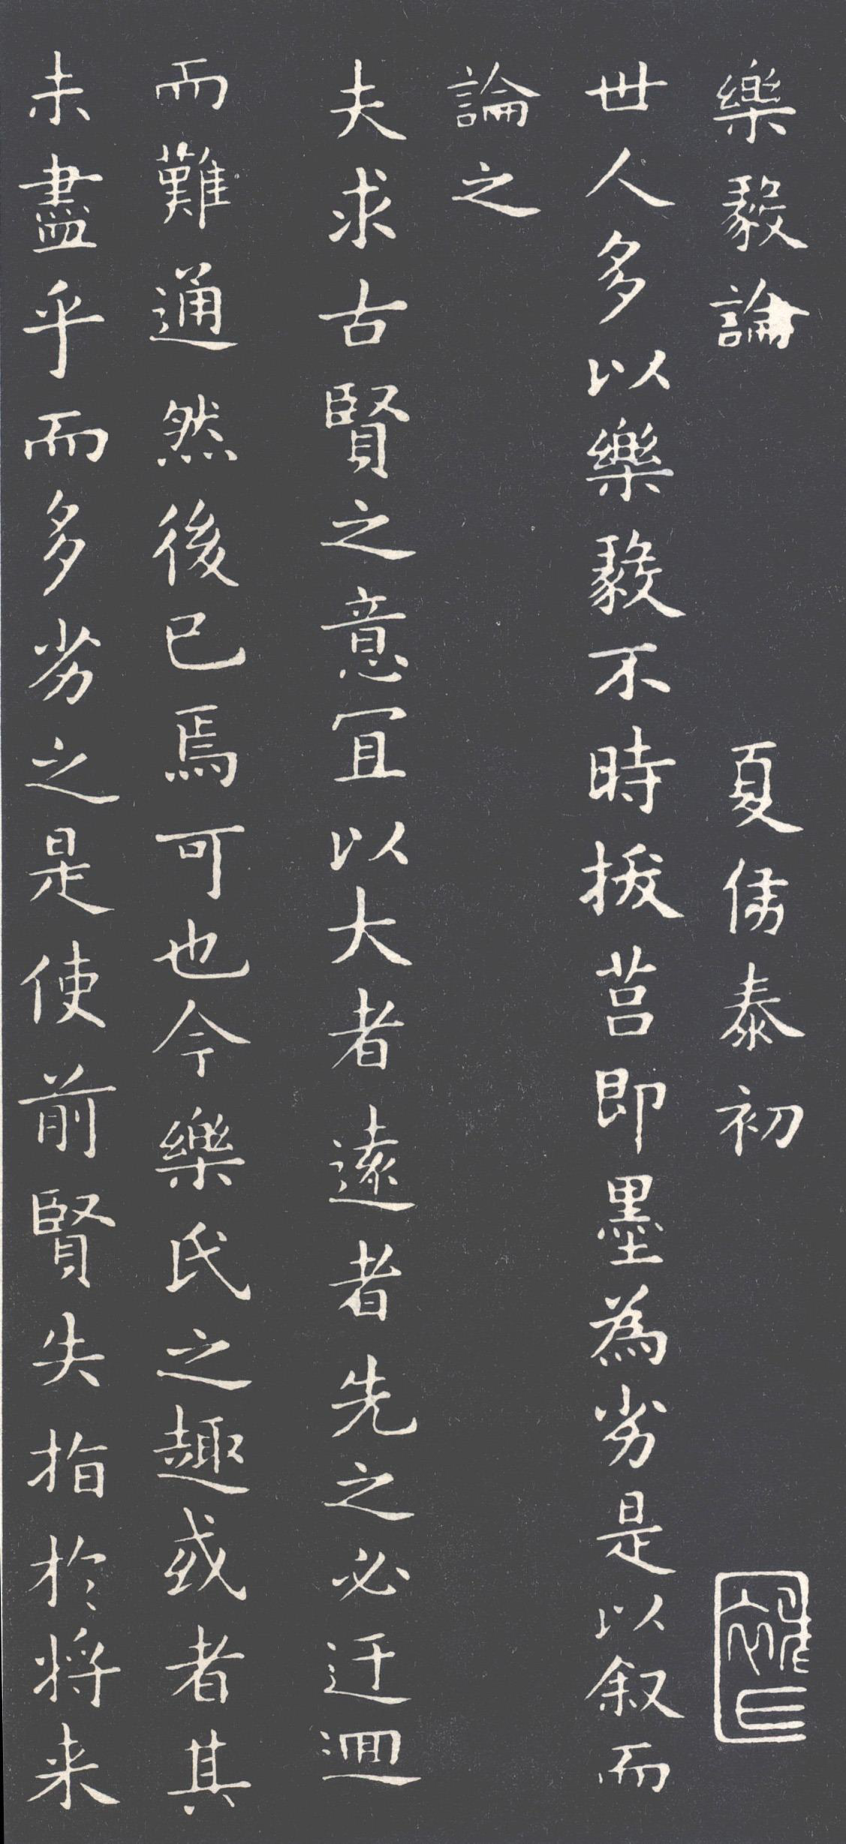 樂毅論　夏侯泰初
世人多以樂毅不時拔莒即墨為劣是以叙而
論之
夫求古賢之意冝以大者遠者先之必迂迴
而難通然後已焉可也今樂氏之趣或者其
未盡乎而多劣之是使前賢失指於將来